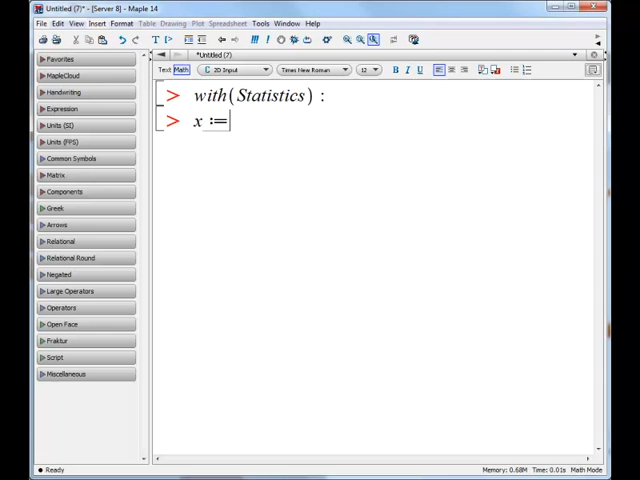 Untitled (7)* - [Server 8] - Maple 14
File Edit View Insert Format Table Drawing Plot Spreadsheet Tools Window Help
*Untitled (7)
Text Math C 2D Input Times New Roman 12 B I U
Favorites
MapleCloud
Handwriting
Expression
Units (SI)
Units (FPS)
Common Symbols
Matrix
Components
Greek
Arrows
Relational
Relational Round
Negated
Large Operators
Operators
Open Face
Fraktur
Script
Miscellaneous
> with(Statistics) :
> x :=
Ready Memory: 0.68M Time: 0.01s Math Mode